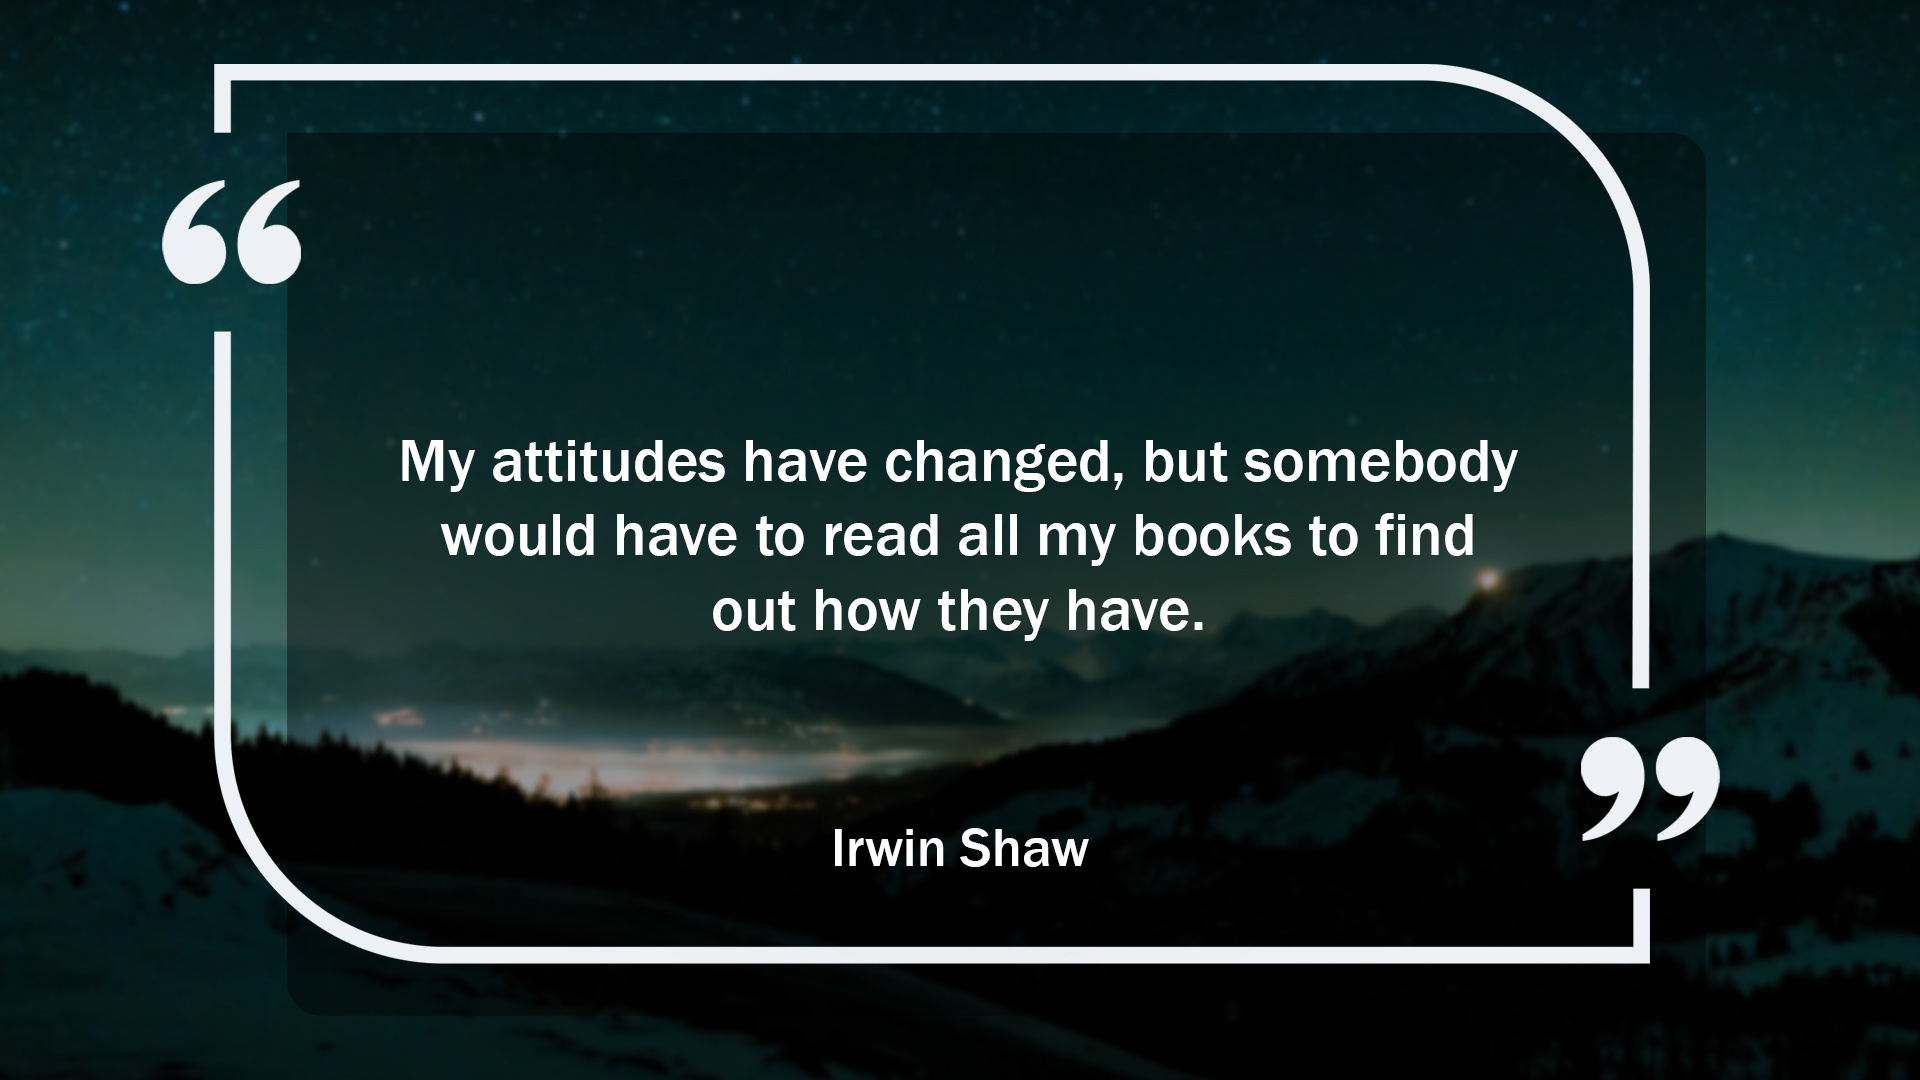 “
My attitudes have changed, but somebody
would have to read all my books to find
out how they have.
”
Irwin Shaw